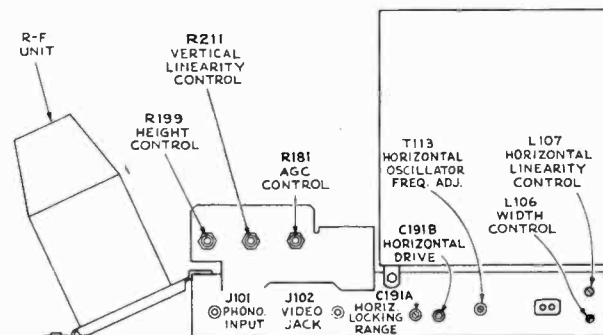 R-F
UNIT
R211
VERTICAL
LINEARITY
CONTROL
R199
HEIGHT
CONTROL
R181
AGC
CONTROL
T113
HORIZONTAL
OSCILLATOR
FREQ. ADJ.
L107
HORIZONTAL
LINEARITY
CONTROL
L106
WIDTH
CONTROL
C191B
HORIZONTAL
DRIVE
J101
PHONO.
INPUT
J102
VIDEO
JACK
C191A
HORIZ.
LOCKING
RANGE